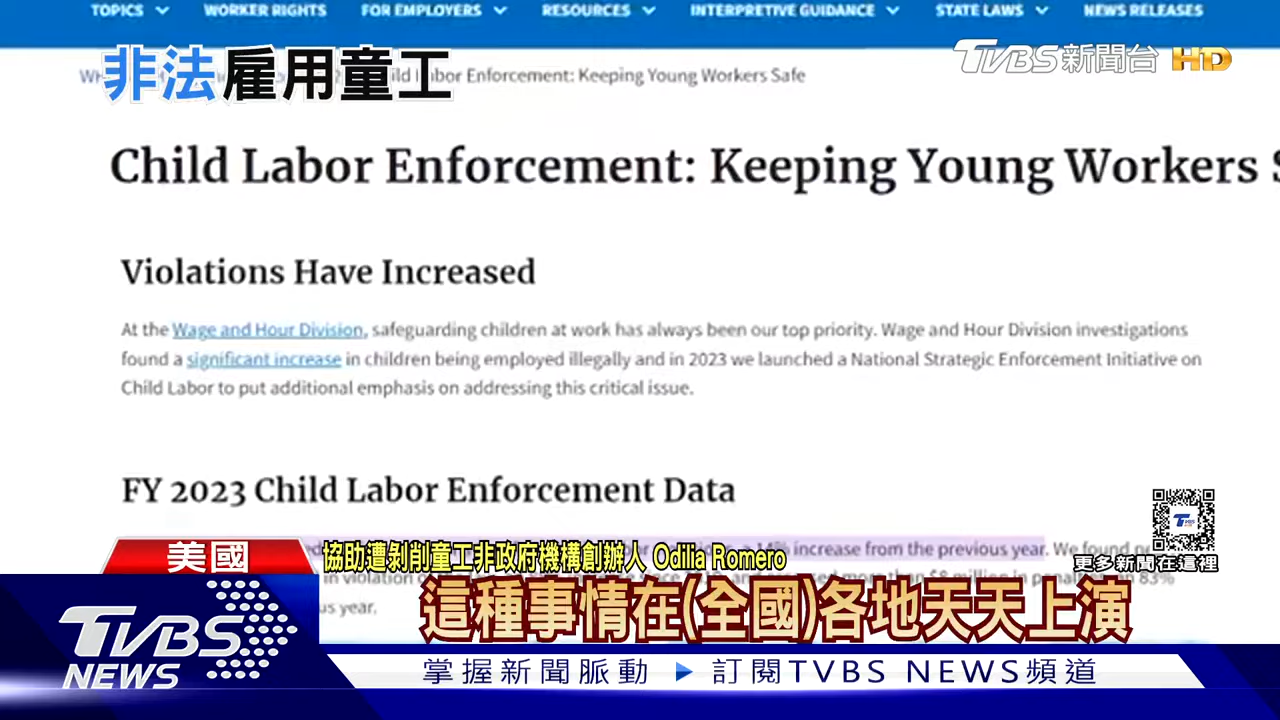 TOPICS WORKER RIGHTS FOR EMPLOYERS RESOURCES INTERPRETIVE GUIDANCE STATE LAWS NEWS RELEASES
非法雇用童工
TVBS新聞台 HD
Enforcement: Keeping Young Workers Safe
Child Labor Enforcement: Keeping Young Workers
Violations Have Increased
At the Wage and Hour Division, safeguarding children at work has always been our top priority. Wage and Hour Division investigations
found a significant increase in children being employed illegally and in 2023 we launched a National Strategic Enforcement Initiative on
Child Labor to put additional emphasis on addressing this critical issue.
FY 2023 Child Labor Enforcement Data
increase from the previous year. We found
美國
協助遭剝削童工非政府機構創辦人 Odilia Romero
更多新聞在這裡
in violation
83%
us year.
這種事情在(全國)各地天天上演
TVBS
NEWS
掌握新聞脈動 ▶ 訂閱TVBS NEWS頻道